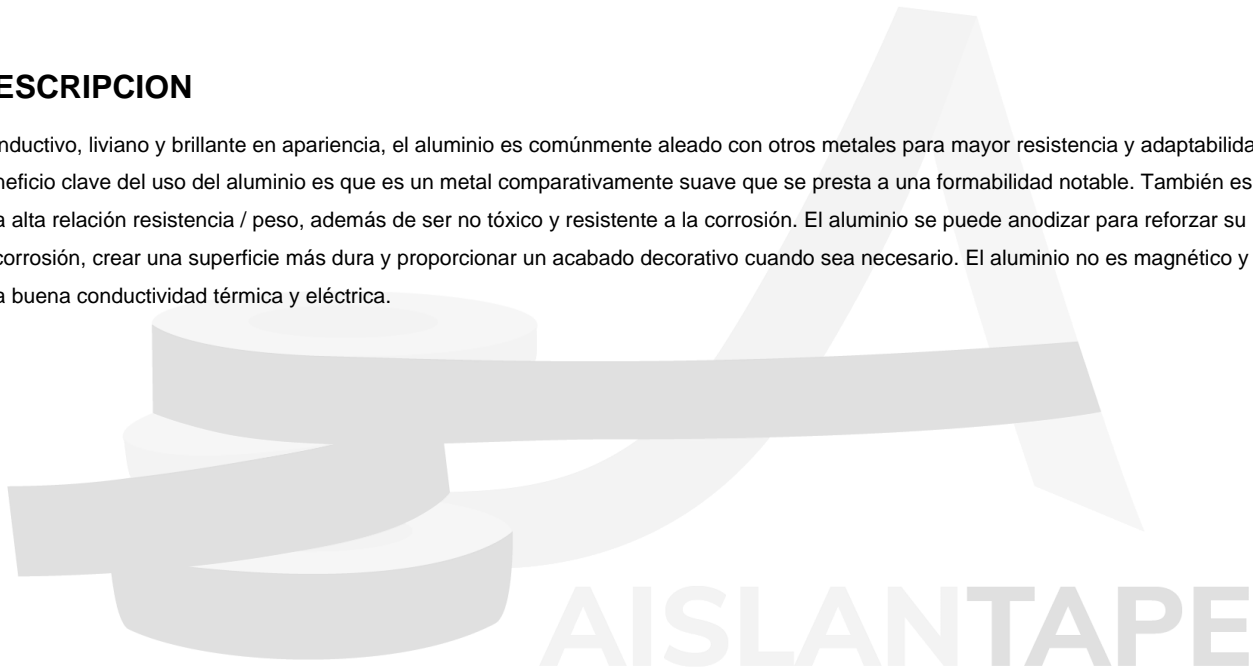 ESCRIPCION
nductivo, liviano y brillante en apariencia, el aluminio es comúnmente aleado con otros metales para mayor resistencia y adaptabilida
neficio clave del uso del aluminio es que es un metal comparativamente suave que se presta a una formabilidad notable. También es
a alta relación resistencia / peso, además de ser no tóxico y resistente a la corrosión. El aluminio se puede anodizar para reforzar su
corrosión, crear una superficie más dura y proporcionar un acabado decorativo cuando sea necesario. El aluminio no es magnético y
a buena conductividad térmica y eléctrica.
AISLANTAPE